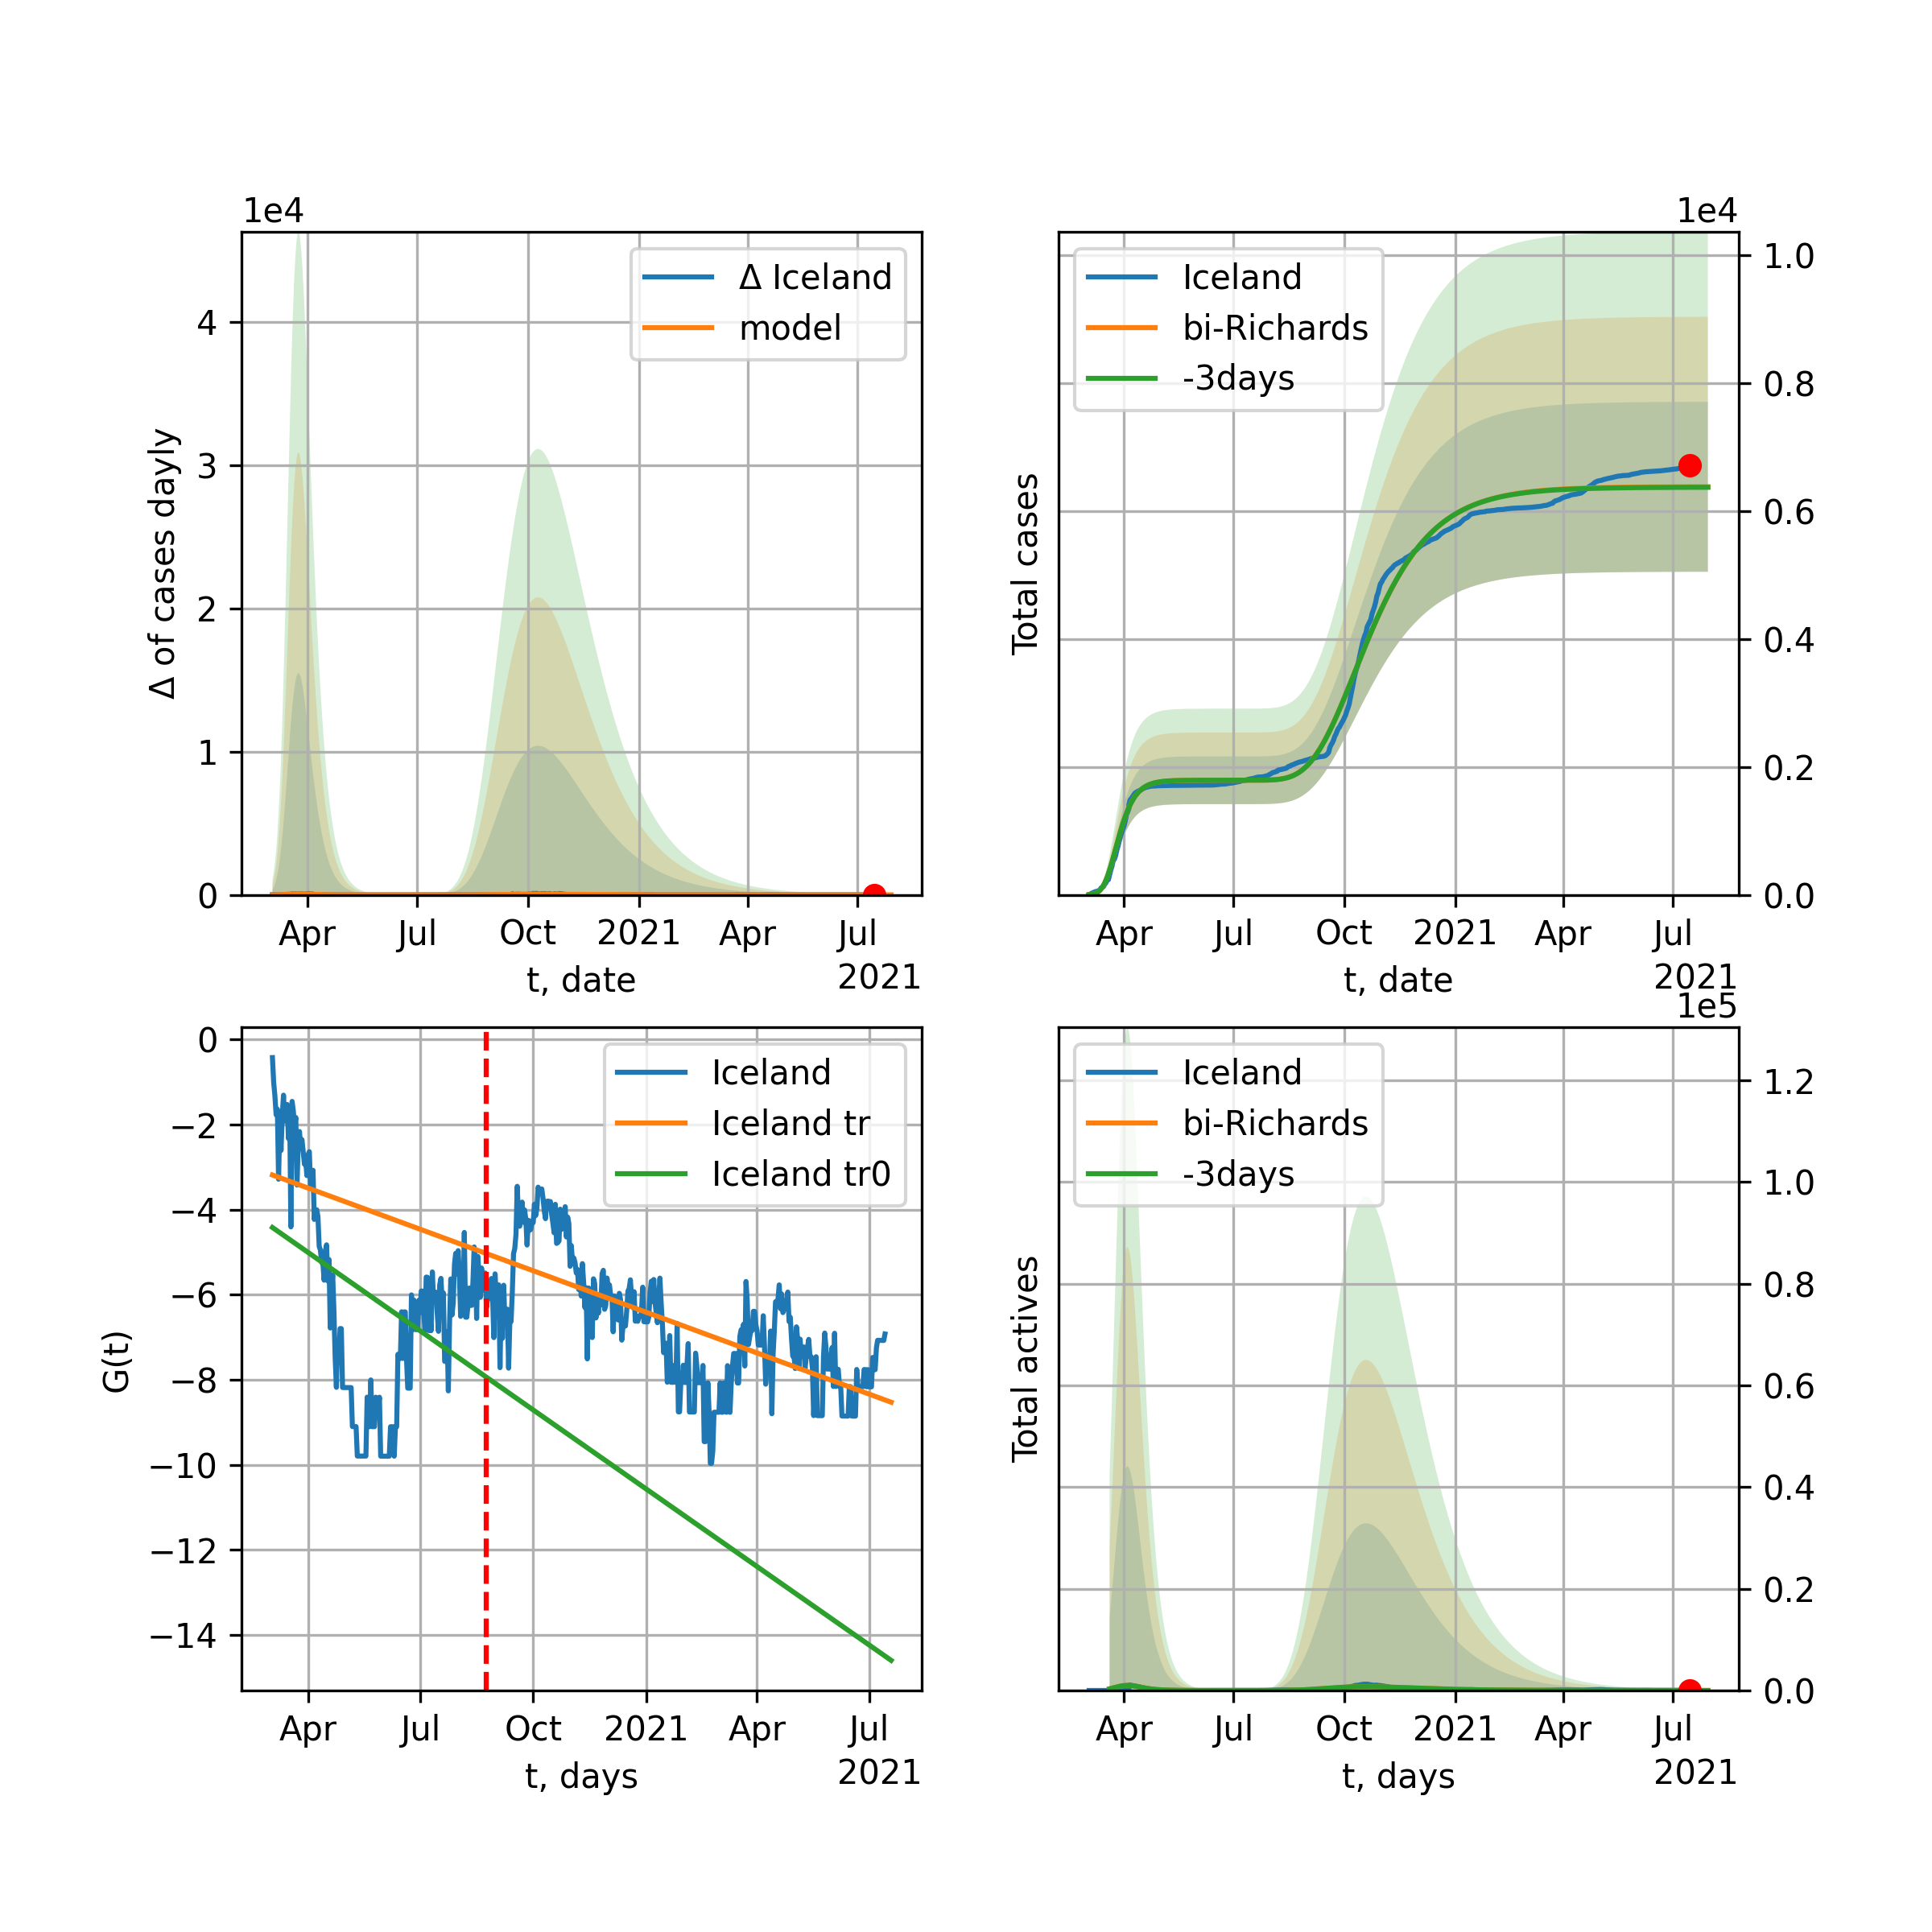 1e4
Δ of cases dayly
4
3
2
1
0
Δ Iceland
model
Apr Jul Oct 2021 Apr Jul
2021
t, date
1e4
Total cases
Iceland
bi-Richards
-3days
1.0
0.8
0.6
0.4
0.2
0.0
Apr Jul Oct 2021 Apr Jul
2021
t, date
G(t)
0
−2
−4
−6
−8
−10
−12
−14
Iceland
Iceland tr
Iceland tr0
Apr Jul Oct 2021 Apr Jul
2021
t, days
1e5
Total actives
Iceland
bi-Richards
-3days
1.2
1.0
0.8
0.6
0.4
0.2
0.0
Apr Jul Oct 2021 Apr Jul
2021
t, days